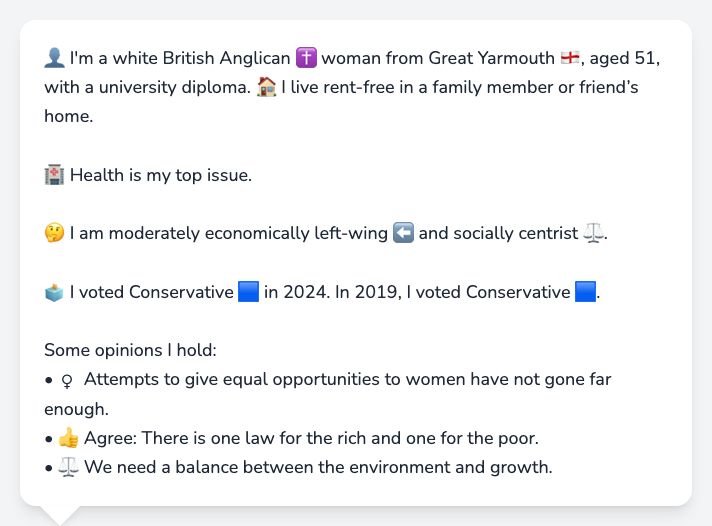 👤 I'm a white British Anglican ✝️ woman from Great Yarmouth 🏴󠁧󠁢󠁥󠁮󠁧󠁿, aged 51,
with a university diploma. 🏠 I live rent-free in a family member or friend’s
home.
🏥 Health is my top issue.
🤔 I am moderately economically left-wing ⬅️ and socially centrist ⚖️.
🗳️ I voted Conservative 🟦 in 2024. In 2019, I voted Conservative 🟦.
Some opinions I hold:
• ♀ Attempts to give equal opportunities to women have not gone far
enough.
• 👍 Agree: There is one law for the rich and one for the poor.
• ⚖️ We need a balance between the environment and growth.